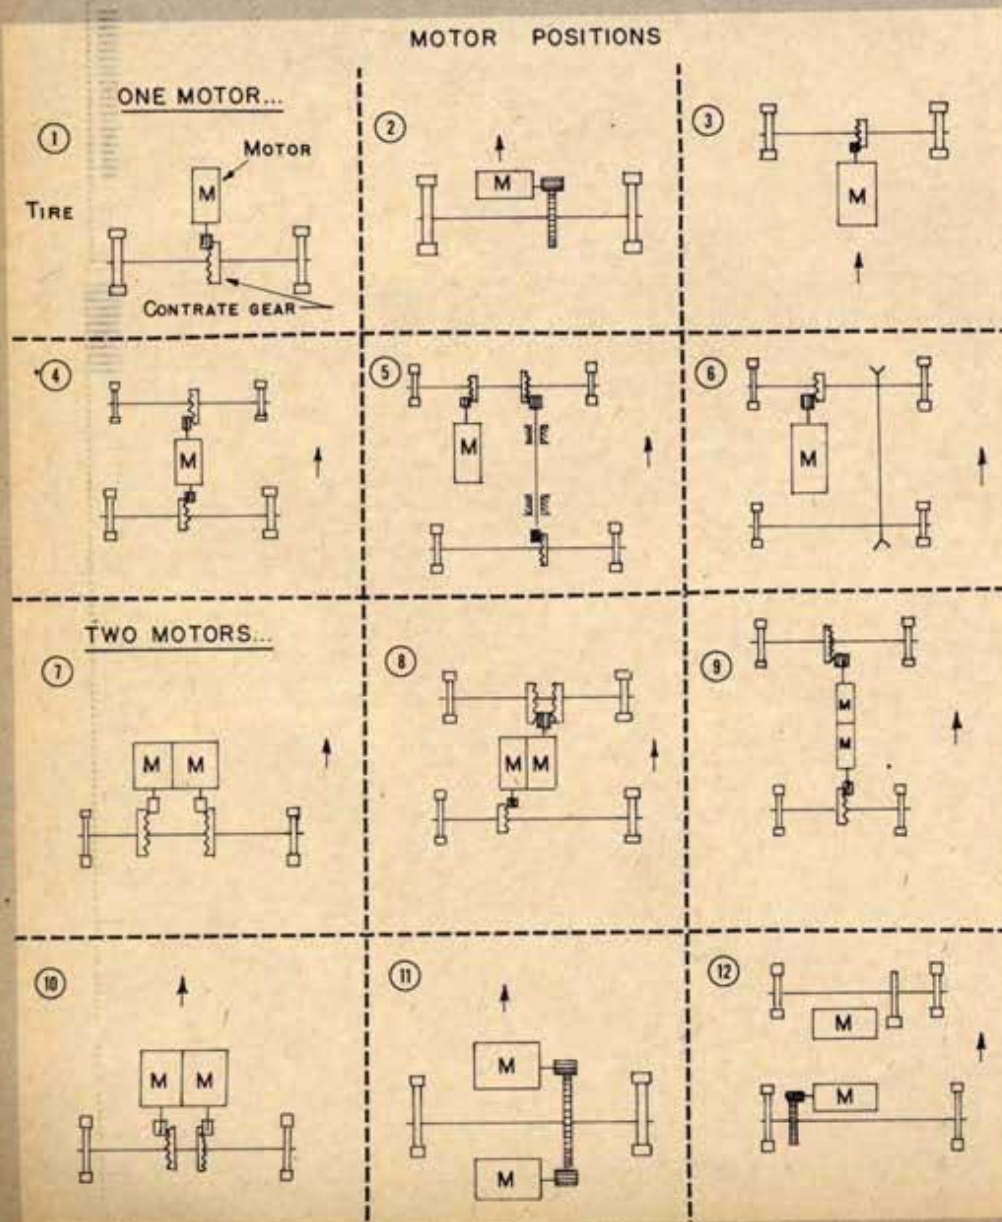 MOTOR POSITIONS
ONE MOTOR...
1
MOTOR
M
TIRE
CONTRATE GEAR
2
M
3
M
4
M
5
M
6
M
TWO MOTORS...
7
M M
8
M M
9
M
M
10
M M
11
M
M
12
M
M